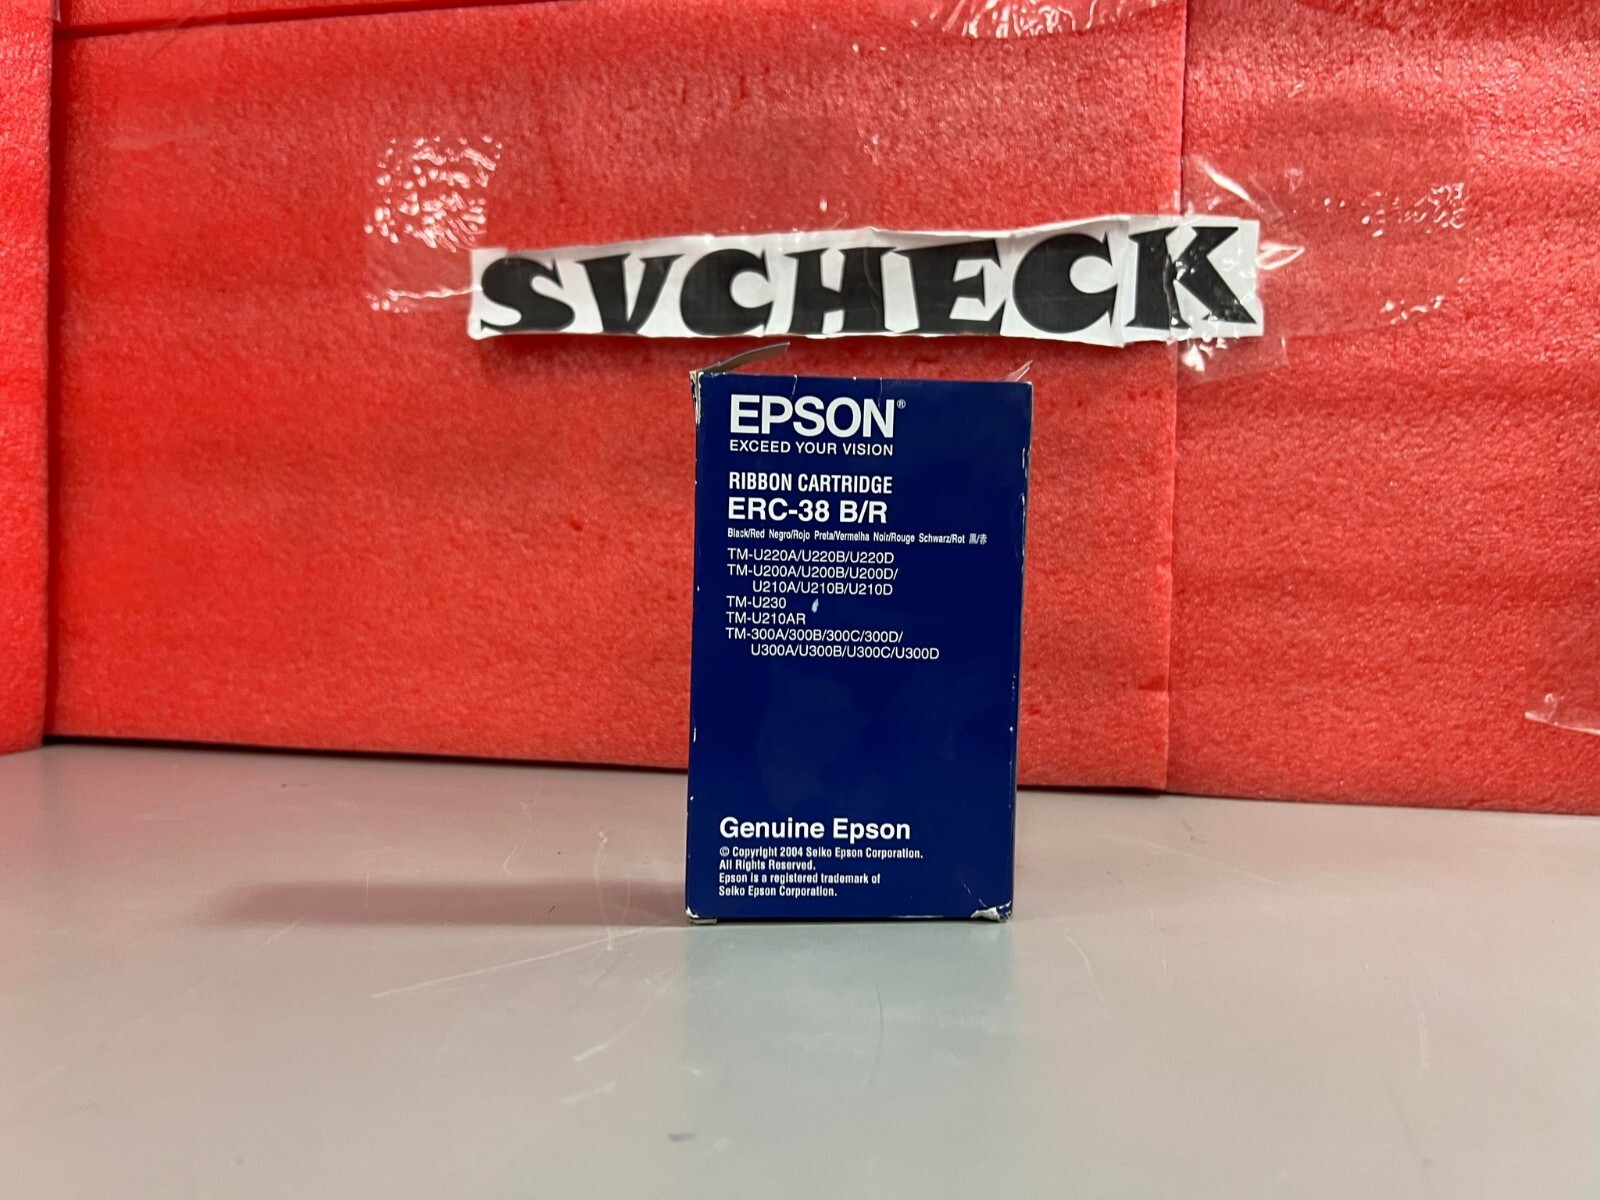 SVCHECK
EPSON®
EXCEED YOUR VISION
RIBBON CARTRIDGE
ERC-38 B/R
Black/Red Negro/Rojo Preta/Vermelha Noir/Rouge Schwarz/Rot 黒/赤
TM-U220A/U220B/U220D
TM-U200A/U200B/U200D/
U210A/U210B/U210D
TM-U230
TM-U210AR
TM-300A/300B/300C/300D/
U300A/U300B/U300C/U300D
Genuine Epson
© Copyright 2004 Seiko Epson Corporation.
All Rights Reserved.
Epson is a registered trademark of
Seiko Epson Corporation.